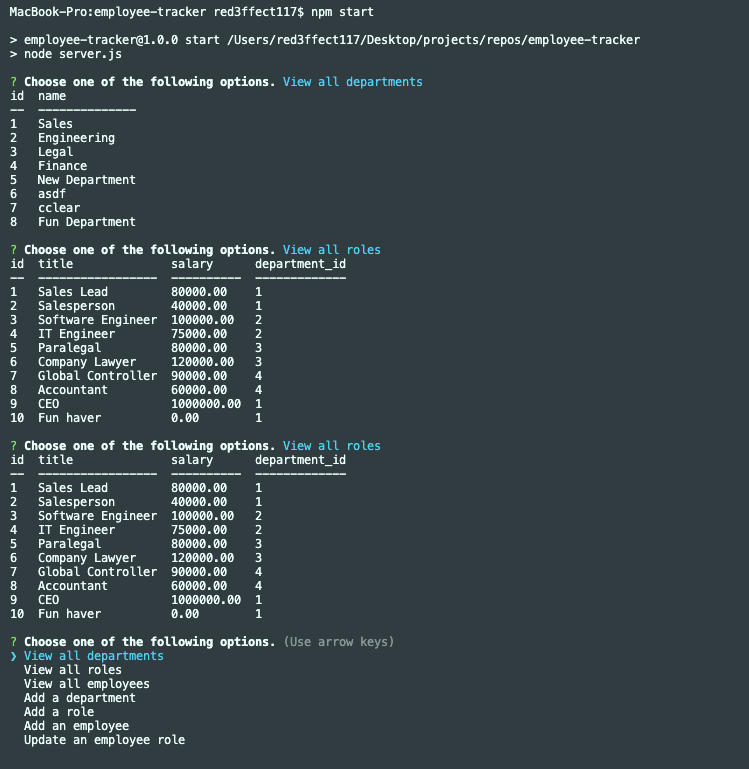 MacBook-Pro:employee-tracker red3ffect117$ npm start
> employee-tracker@1.0.0 start /Users/red3ffect117/Desktop/projects/repos/employee-tracker
> node server.js
? Choose one of the following options. View all departments
id  name
--  --------------
1   Sales
2   Engineering
3   Legal
4   Finance
5   New Department
6   asdf
7   cclear
8   Fun Department
? Choose one of the following options. View all roles
id  title              salary      department_id
--  -----------------  ----------  -------------
1   Sales Lead         80000.00    1
2   Salesperson        40000.00    1
3   Software Engineer  100000.00   2
4   IT Engineer        75000.00    2
5   Paralegal          80000.00    3
6   Company Lawyer     120000.00   3
7   Global Controller  90000.00    4
8   Accountant         60000.00    4
9   CEO                1000000.00  1
10  Fun haver          0.00        1
? Choose one of the following options. View all roles
id  title              salary      department_id
--  -----------------  ----------  -------------
1   Sales Lead         80000.00    1
2   Salesperson        40000.00    1
3   Software Engineer  100000.00   2
4   IT Engineer        75000.00    2
5   Paralegal          80000.00    3
6   Company Lawyer     120000.00   3
7   Global Controller  90000.00    4
8   Accountant         60000.00    4
9   CEO                1000000.00  1
10  Fun haver          0.00        1
? Choose one of the following options. (Use arrow keys)
❯ View all departments
  View all roles
  View all employees
  Add a department
  Add a role
  Add an employee
  Update an employee role